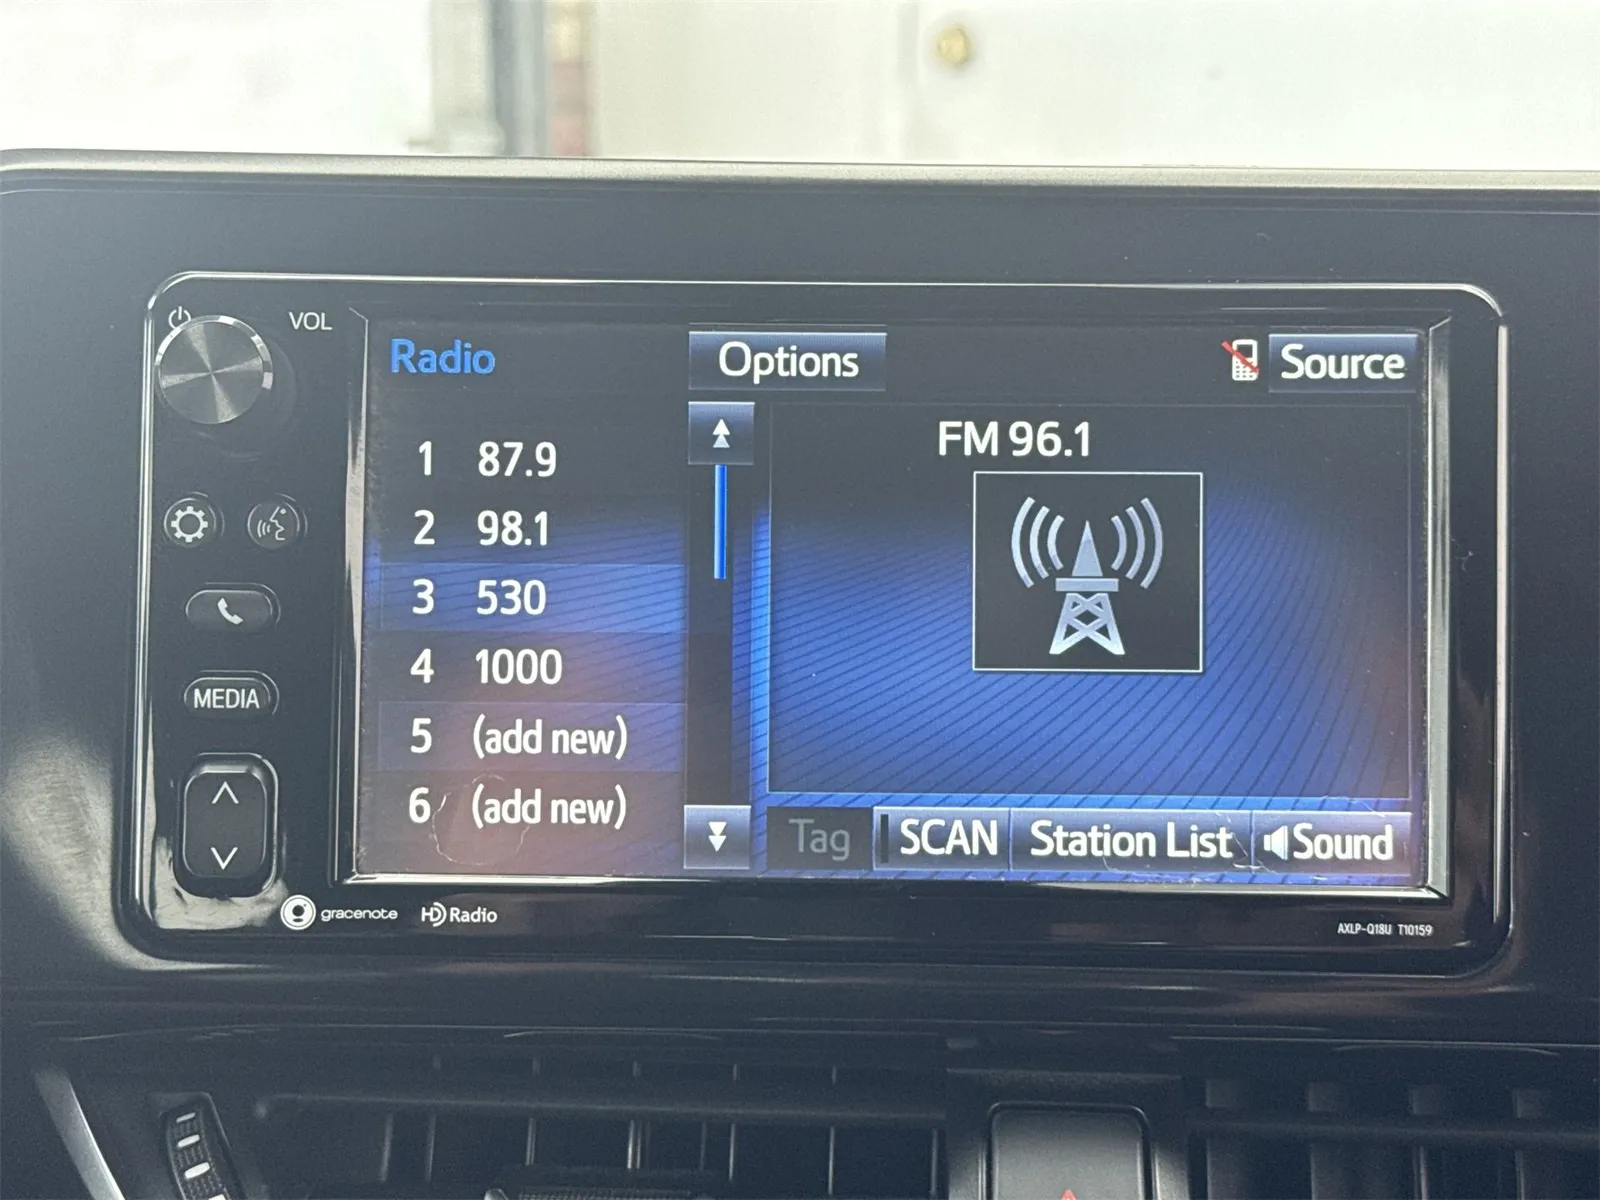 VOL
Radio
Options
Source
FM 96.1
1 87.9
2 98.1
3 530
4 1000
5 (add new)
6 (add new)
MEDIA
Tag
SCAN
Station List
Sound
gracenote
HD Radio
AXLP-Q18U T10159